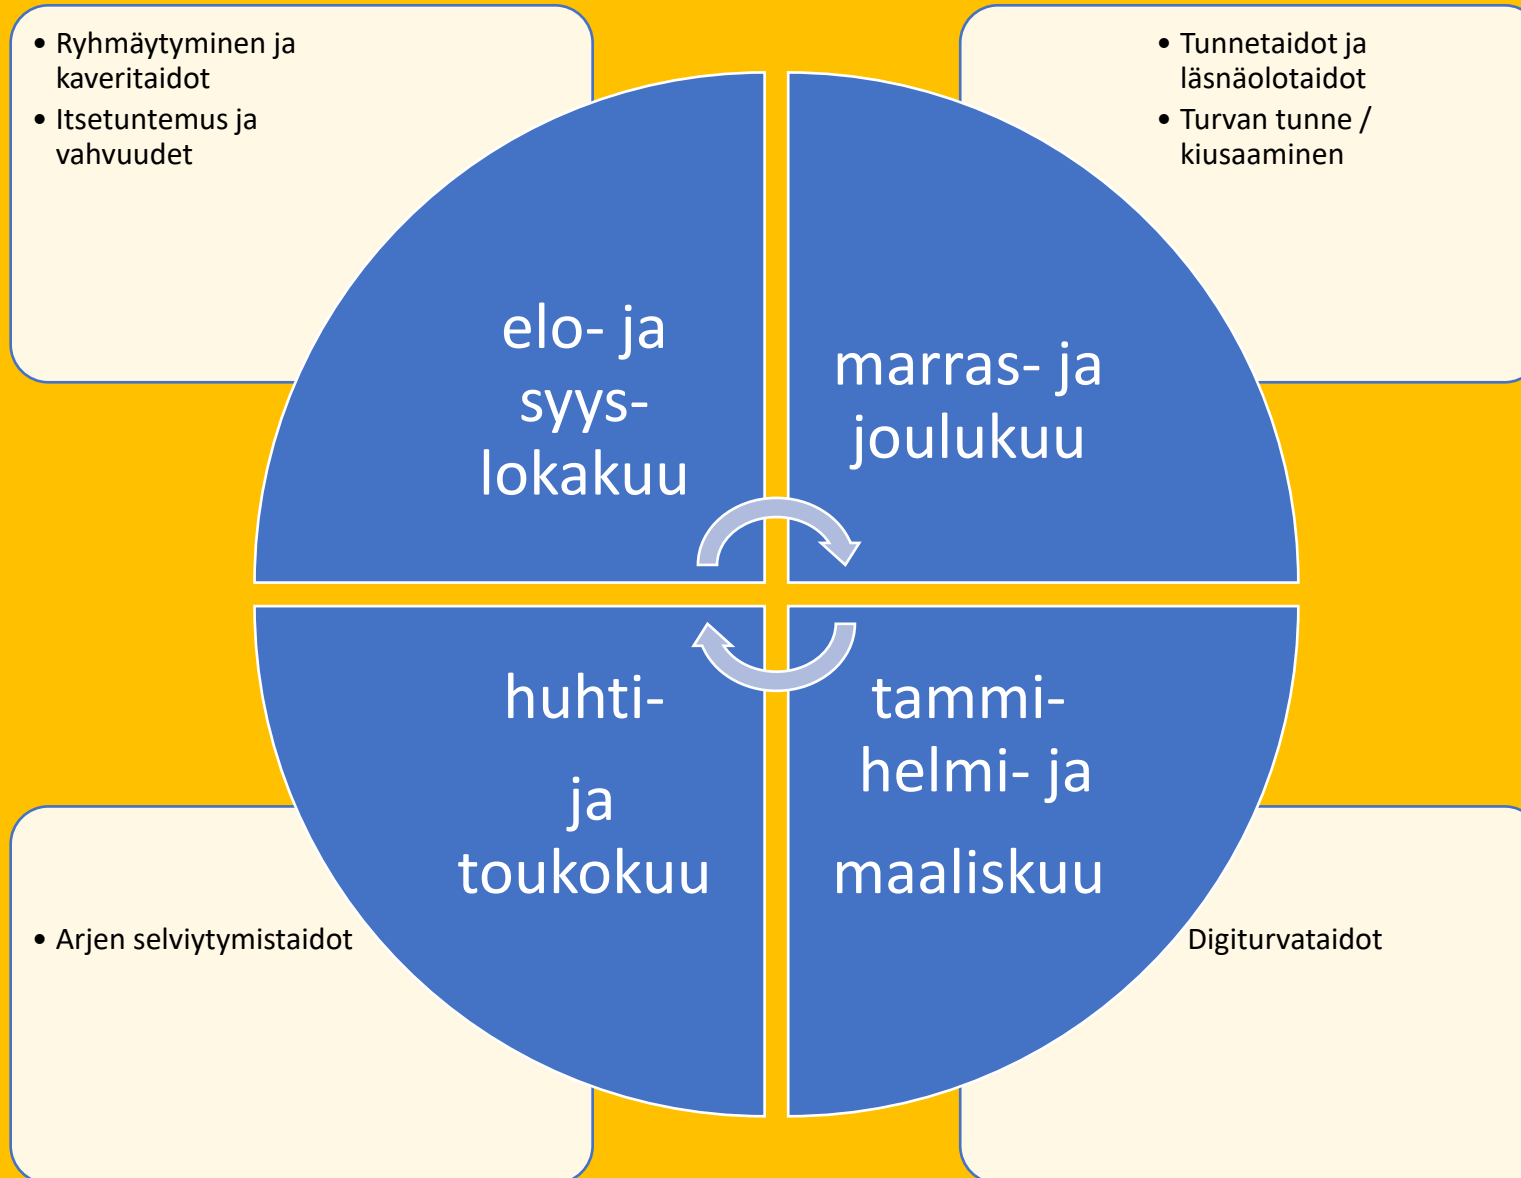 • Ryhmäytyminen ja
kaveritaidot
• Itsetuntemus ja
vahvuudet
• Tunnetaidot ja
läsnäolotaidot
• Turvan tunne /
kiusaaminen
elo- ja
syys-
lokakuu
marras- ja
joulukuu
huhti-
ja
toukokuu
tammi-
helmi- ja
maaliskuu
• Arjen selviytymistaidot
Digiturvataidot